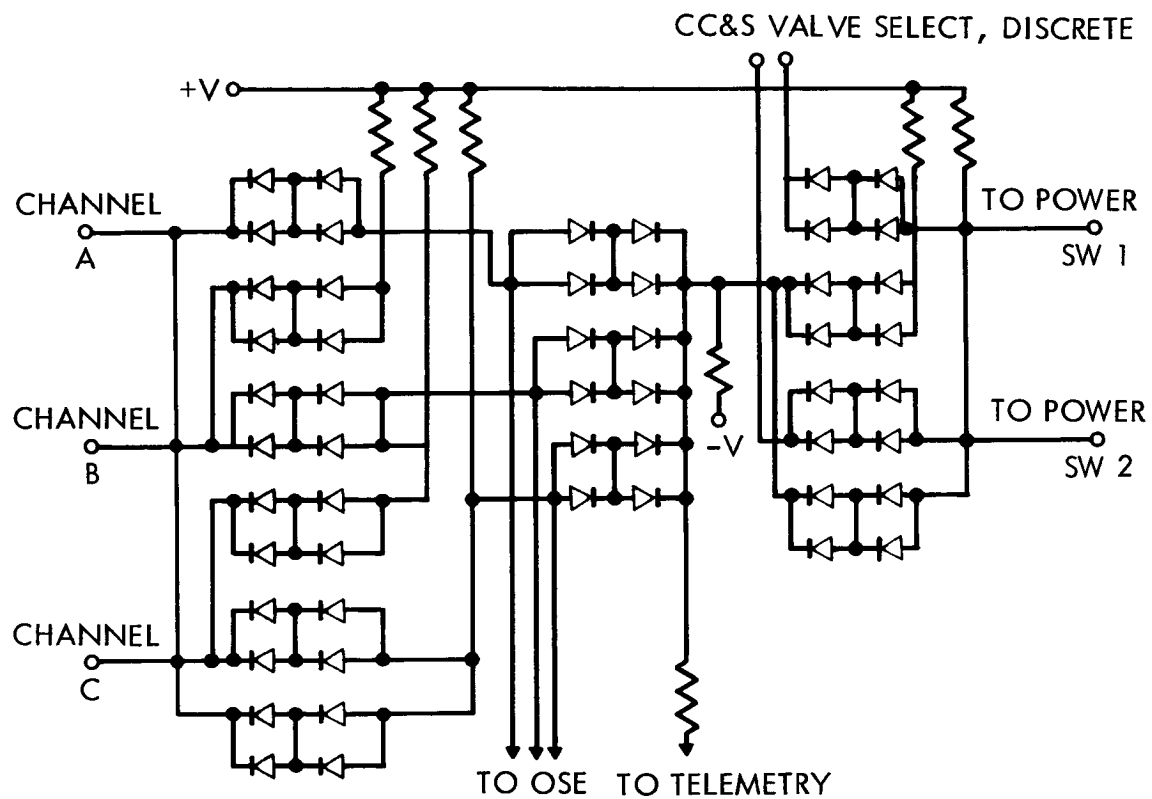 CC&S VALVE SELECT, DISCRETE
+V
CHANNEL
A
TO POWER
SW 1
CHANNEL
B
-V
TO POWER
SW 2
CHANNEL
C
TO OSE
TO TELEMETRY